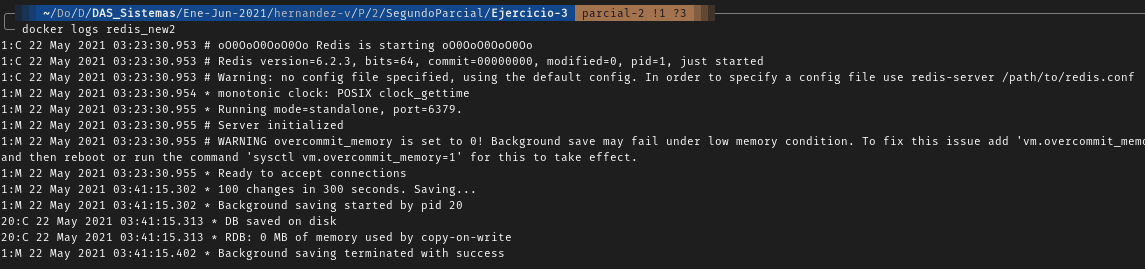 ~/Do/D/DAS_Sistemas/Ene-Jun-2021/hernandez-v/P/2/SegundoParcial/Ejercicio-3 parcial-2 !1 ?3
docker logs redis_new2
1:C 22 May 2021 03:23:30.953 # oO0OoO0OoO0Oo Redis is starting oO0OoO0OoO0Oo
1:C 22 May 2021 03:23:30.953 # Redis version=6.2.3, bits=64, commit=00000000, modified=0, pid=1, just started
1:C 22 May 2021 03:23:30.953 # Warning: no config file specified, using the default config. In order to specify a config file use redis-server /path/to/redis.conf
1:M 22 May 2021 03:23:30.954 * monotonic clock: POSIX clock_gettime
1:M 22 May 2021 03:23:30.955 * Running mode=standalone, port=6379.
1:M 22 May 2021 03:23:30.955 # Server initialized
1:M 22 May 2021 03:23:30.955 # WARNING overcommit_memory is set to 0! Background save may fail under low memory condition. To fix this issue add 'vm.overcommit_memo
and then reboot or run the command 'sysctl vm.overcommit_memory=1' for this to take effect.
1:M 22 May 2021 03:23:30.955 * Ready to accept connections
1:M 22 May 2021 03:41:15.302 * 100 changes in 300 seconds. Saving...
1:M 22 May 2021 03:41:15.302 * Background saving started by pid 20
20:C 22 May 2021 03:41:15.313 * DB saved on disk
20:C 22 May 2021 03:41:15.313 * RDB: 0 MB of memory used by copy-on-write
1:M 22 May 2021 03:41:15.402 * Background saving terminated with success